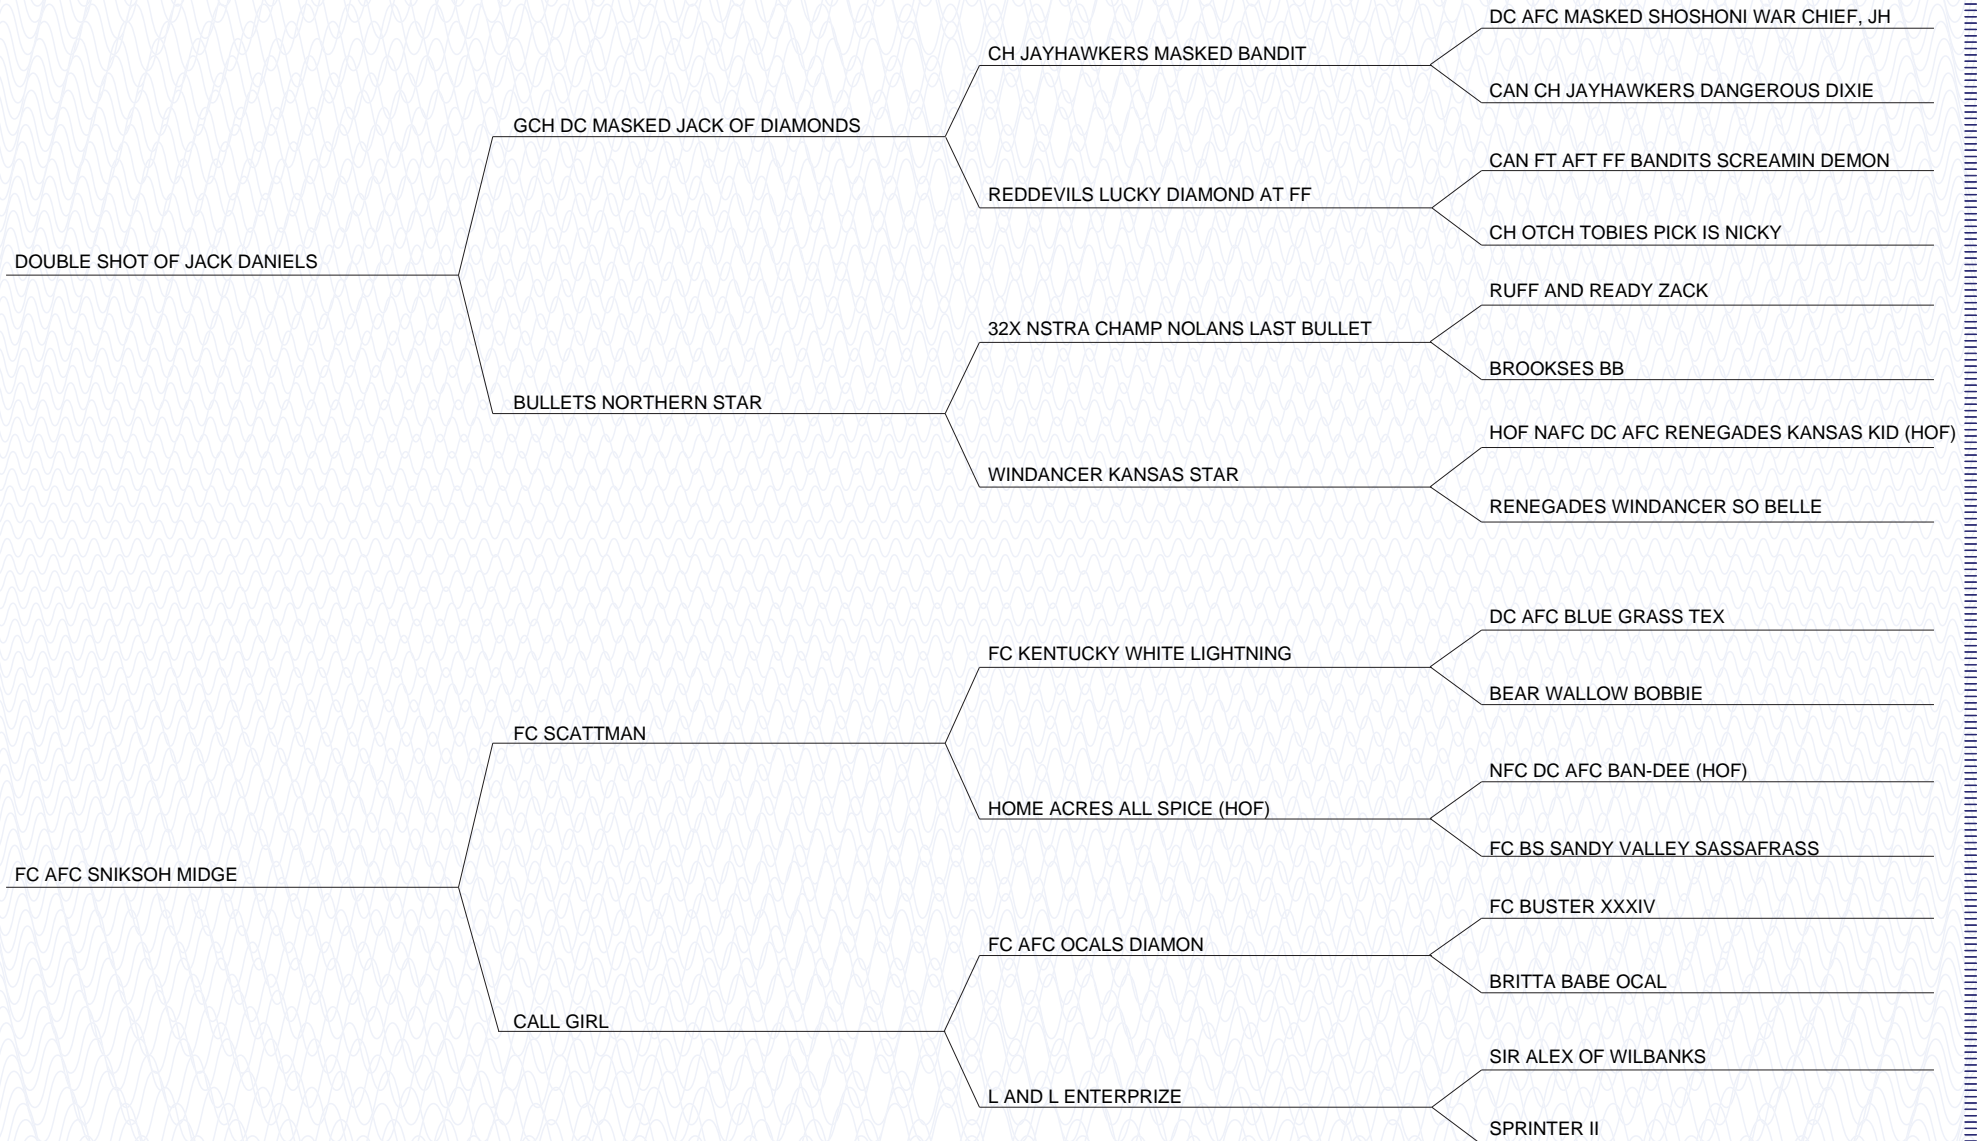 DC AFC MASKED SHOSHONI WAR CHIEF, JH
CH JAYHAWKERS MASKED BANDIT
CAN CH JAYHAWKERS DANGEROUS DIXIE
GCH DC MASKED JACK OF DIAMONDS
CAN FT AFT FF BANDITS SCREAMIN DEMON
REDDEVILS LUCKY DIAMOND AT FF
CH OTCH TOBIES PICK IS NICKY
DOUBLE SHOT OF JACK DANIELS
RUFF AND READY ZACK
32X NSTRA CHAMP NOLANS LAST BULLET
BROOKSES BB
BULLETS NORTHERN STAR
HOF NAFC DC AFC RENEGADES KANSAS KID (HOF)
WINDANCER KANSAS STAR
RENEGADES WINDANCER SO BELLE
DC AFC BLUE GRASS TEX
FC KENTUCKY WHITE LIGHTNING
BEAR WALLOW BOBBIE
FC SCATTMAN
NFC DC AFC BAN-DEE (HOF)
HOME ACRES ALL SPICE (HOF)
FC BS SANDY VALLEY SASSAFRASS
FC AFC SNIKSOH MIDGE
FC BUSTER XXXIV
FC AFC OCALS DIAMON
BRITTA BABE OCAL
CALL GIRL
SIR ALEX OF WILBANKS
L AND L ENTERPRIZE
SPRINTER II